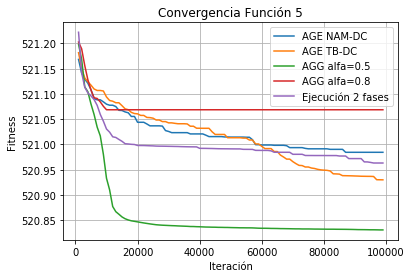 Convergencia Función 5
AGE NAM-DC
AGE TB-DC
AGG alfa=0.5
AGG alfa=0.8
Ejecución 2 fases
Fitness
521.20
521.15
521.10
521.05
521.00
520.95
520.90
520.85
0
20000
40000
60000
80000
100000
Iteración